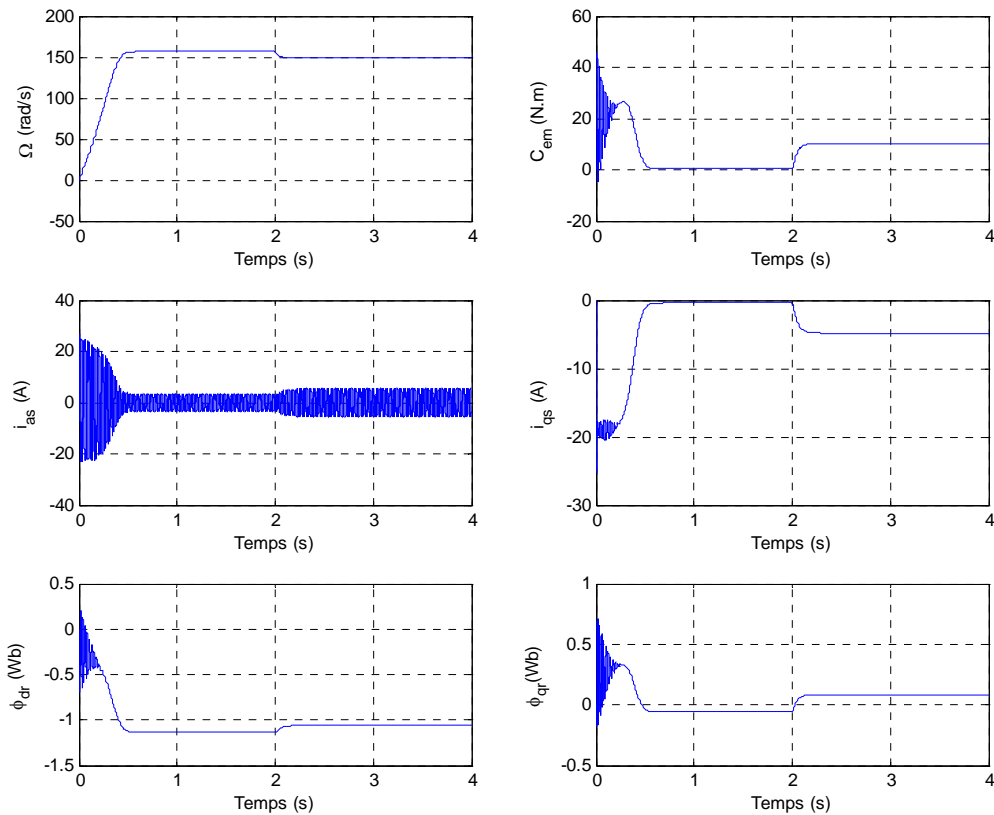 200
150
100
50
0
-50
Ω (rad/s)
0 1 2 3 4
Temps (s)
60
40
20
0
-20
C_em (N.m)
0 1 2 3 4
Temps (s)
40
20
0
-20
-40
i_as (A)
0 1 2 3 4
Temps (s)
0
-10
-20
-30
i_qs (A)
0 1 2 3 4
Temps (s)
0.5
0
-0.5
-1
-1.5
ϕ_dr (Wb)
0 1 2 3 4
Temps (s)
1
0.5
0
-0.5
ϕ_qr(Wb)
0 1 2 3 4
Temps (s)